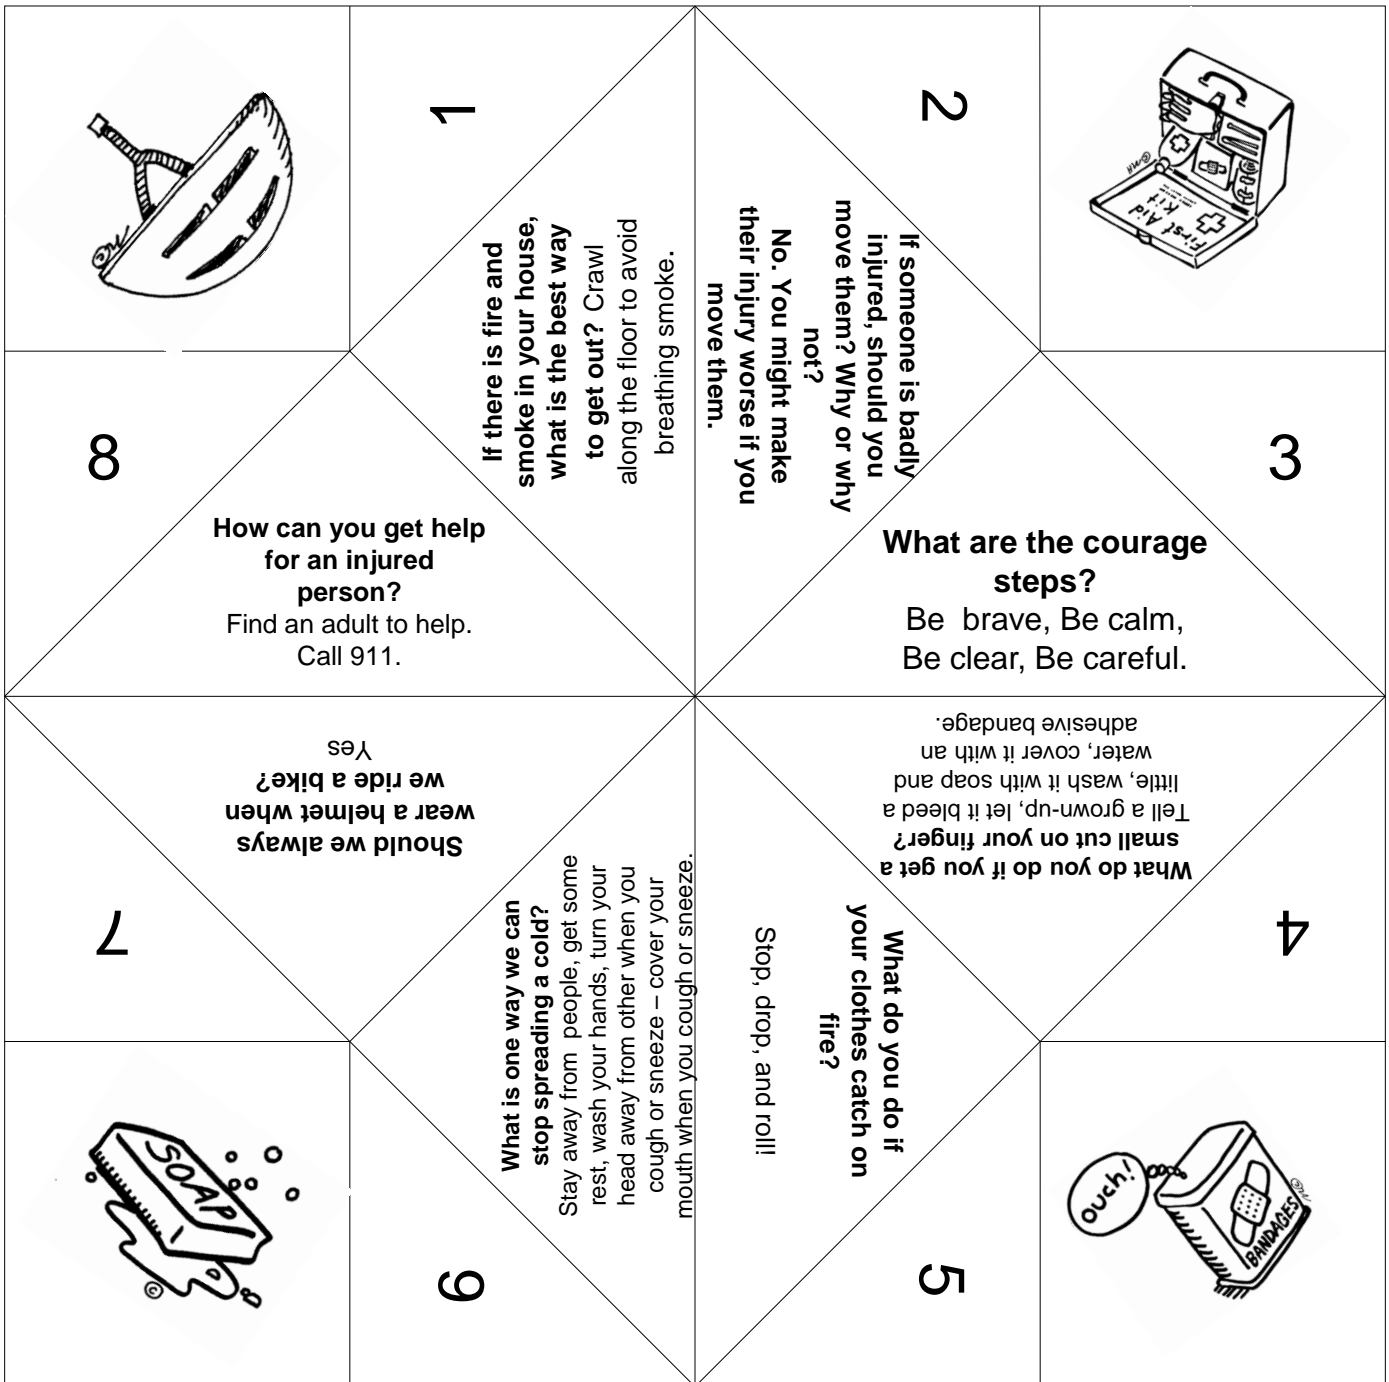 1
If there is fire and
smoke in your house,
what is the best way
to get out? Crawl
along the floor to avoid
breathing smoke.
2
If someone is badly
injured, should you
move them? Why or why
not?
No. You might make
their injury worse if you
move them.
First Aid
Kit
3
What are the courage
steps?
Be  brave, Be calm,
Be clear, Be careful.
4
What do you do if you get a
small cut on your finger?
Tell a grown-up, let it bleed a
little, wash it with soap and
water, cover it with an
adhesive bandage.
5
What do you do if
your clothes catch on
fire?
Stop, drop, and roll!
ouch!
BANDAGES
6
What is one way we can
stop spreading a cold?
Stay away from  people, get some
rest, wash your hands, turn your
head away from other when you
cough or sneeze – cover your
mouth when you cough or sneeze.
SOAP
©
7
Should we always
wear a helmet when
we ride a bike?
Yes
8
How can you get help
for an injured
person?
Find an adult to help.
Call 911.